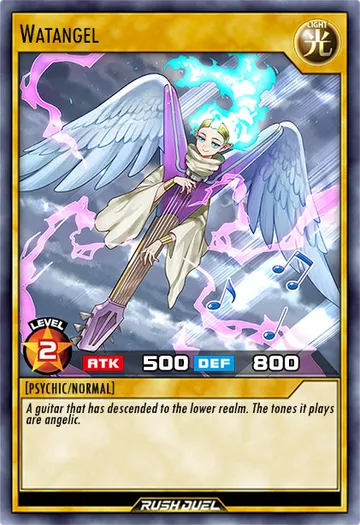 Watangel
LIGHT
光
LEVEL
2
ATK 500 DEF 800
[PSYCHIC/NORMAL]
A guitar that has descended to the lower realm. The tones it plays
are angelic.
RUSH DUEL